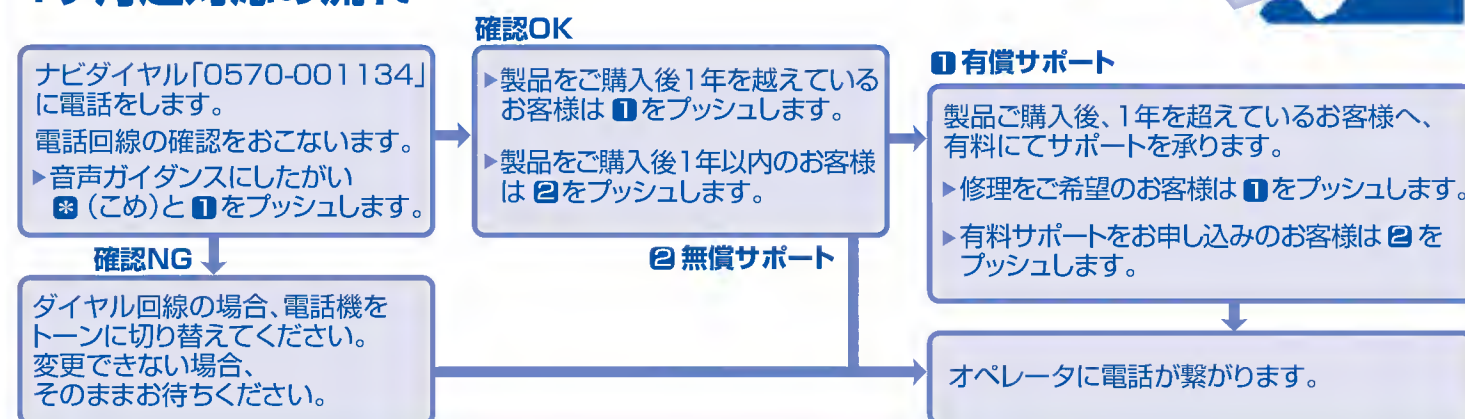 確認OK
ナビダイヤル「0570-001134」
に電話をします。
電話回線の確認をおこないます。
▶音声ガイダンスにしたがい
＊（こめ）と1をプッシュします。
▶製品をご購入後1年を越えている
お客様は1をプッシュします。
▶製品をご購入後1年以内のお客様
は2をプッシュします。
1有償サポート
製品ご購入後、1年を超えているお客様へ、
有料にてサポートを承ります。
▶修理をご希望のお客様は1をプッシュします。
▶有料サポートをお申し込みのお客様は2を
プッシュします。
確認NG
2無償サポート
ダイヤル回線の場合、電話機を
トーンに切り替えてください。
変更できない場合、
そのままお待ちください。
オペレータに電話が繋がります。